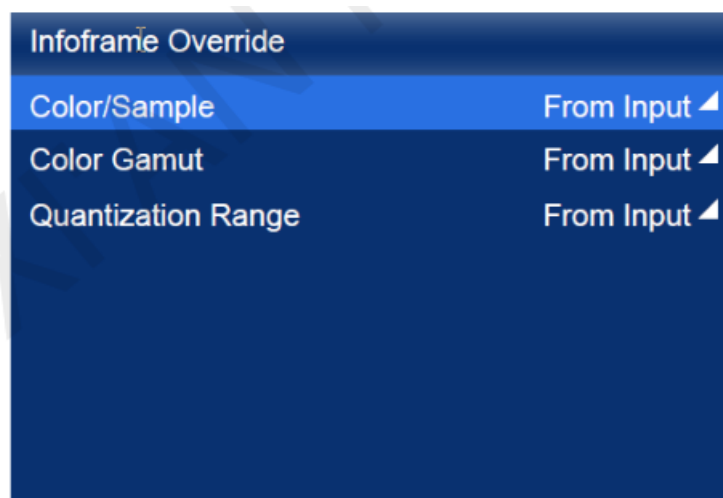 Infoframe Override
Color/Sample From Input
Color Gamut From Input
Quantization Range From Input